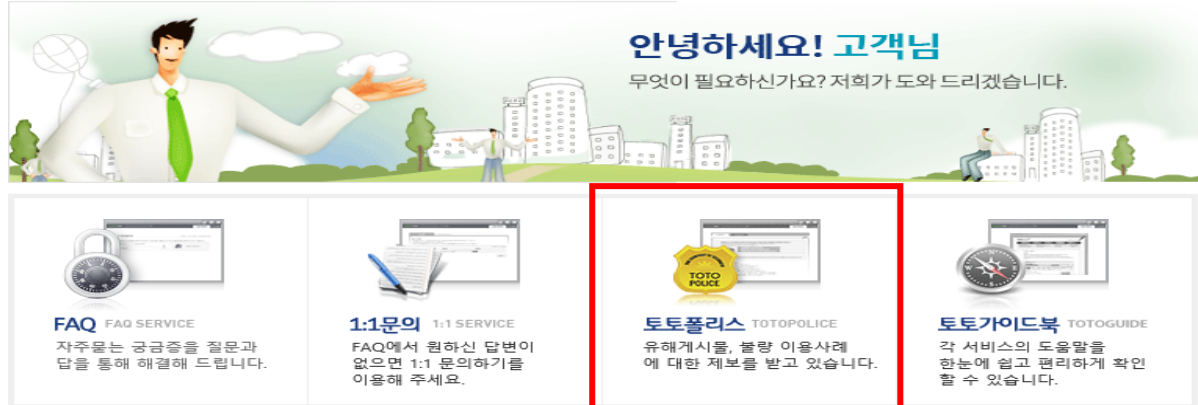 안녕하세요! 고객님
무엇이 필요하신가요? 저희가 도와 드리겠습니다.
FAQ FAQ SERVICE
자주묻는 궁금증을 질문과
답을 통해 해결해 드립니다.
1:1문의 1:1 SERVICE
FAQ에서 원하신 답변이
없으면 1:1 문의하기를
이용해 주세요.
TOTO
POLICE
토토폴리스 TOTOPOLICE
유해게시물, 불량 이용사례
에 대한 제보를 받고 있습니다.
토토가이드북 TOTOGUIDE
각 서비스의 도움말을
한눈에 쉽고 편리하게 확인
할 수 있습니다.